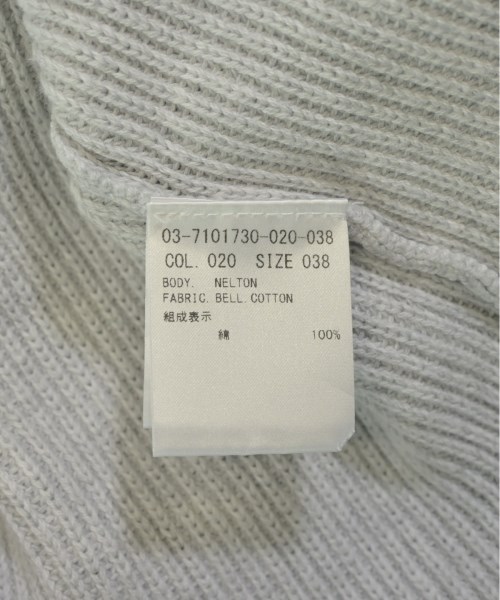 03-7101730-020-038
COL. 020 SIZE 038
BODY. NELTON
FABRIC. BELL. COTTON
組成表示
綿 100%